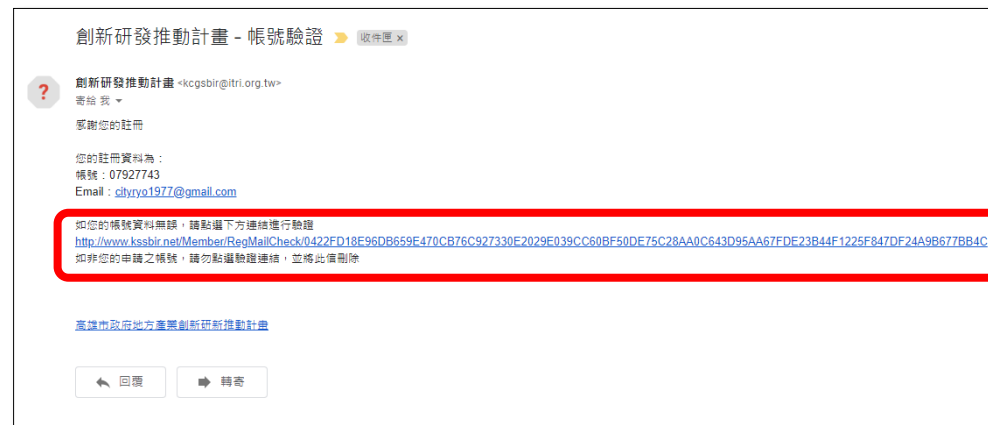 創新研發推動計畫 - 帳號驗證 收件匣 x
? 創新研發推動計畫 <kcgsbir@itri.org.tw>
寄給 我
感謝您的註冊
您的註冊資料為：
帳號：07927743
Email：cityryo1977@gmail.com
如您的帳號資料無誤，請點選下方連結進行驗證
http://www.kssbir.net/Member/RegMailCheck/0422FD18E96DB659E470CB76C927330E2029E039CC60BF50DE75C28AA0C643D95AA67FDE23B44F1225F847DF24A9B677BB4C
如非您的申請之帳號，請勿點選驗證連結，並將此信刪除
高雄市政府地方產業創新研新推動計畫
回覆 轉寄